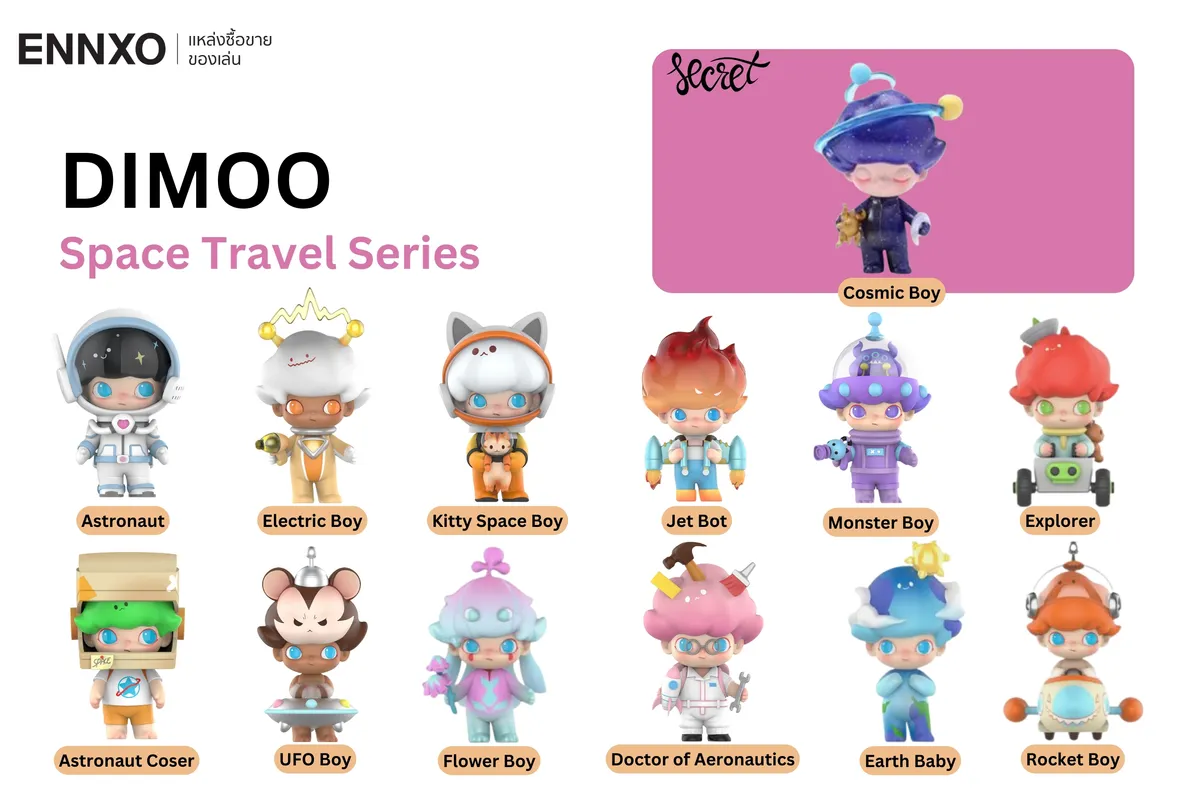 ENNXO
แหล่งซื้อขาย
ของเล่น
DIMOO
Space Travel Series
secret
Cosmic Boy
Astronaut
Electric Boy
Kitty Space Boy
Jet Bot
Monster Boy
Explorer
Astronaut Coser
UFO Boy
Flower Boy
Doctor of Aeronautics
Earth Baby
Rocket Boy